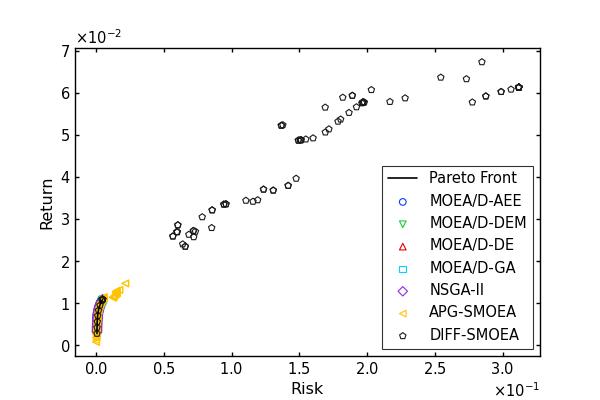 ×10⁻²
7
6
5
4
3
2
1
0
Return
0.0
0.5
1.0
1.5
2.0
2.5
3.0
Risk
×10⁻¹
Pareto Front
MOEA/D-AEE
MOEA/D-DEM
MOEA/D-DE
MOEA/D-GA
NSGA-II
APG-SMOEA
DIFF-SMOEA